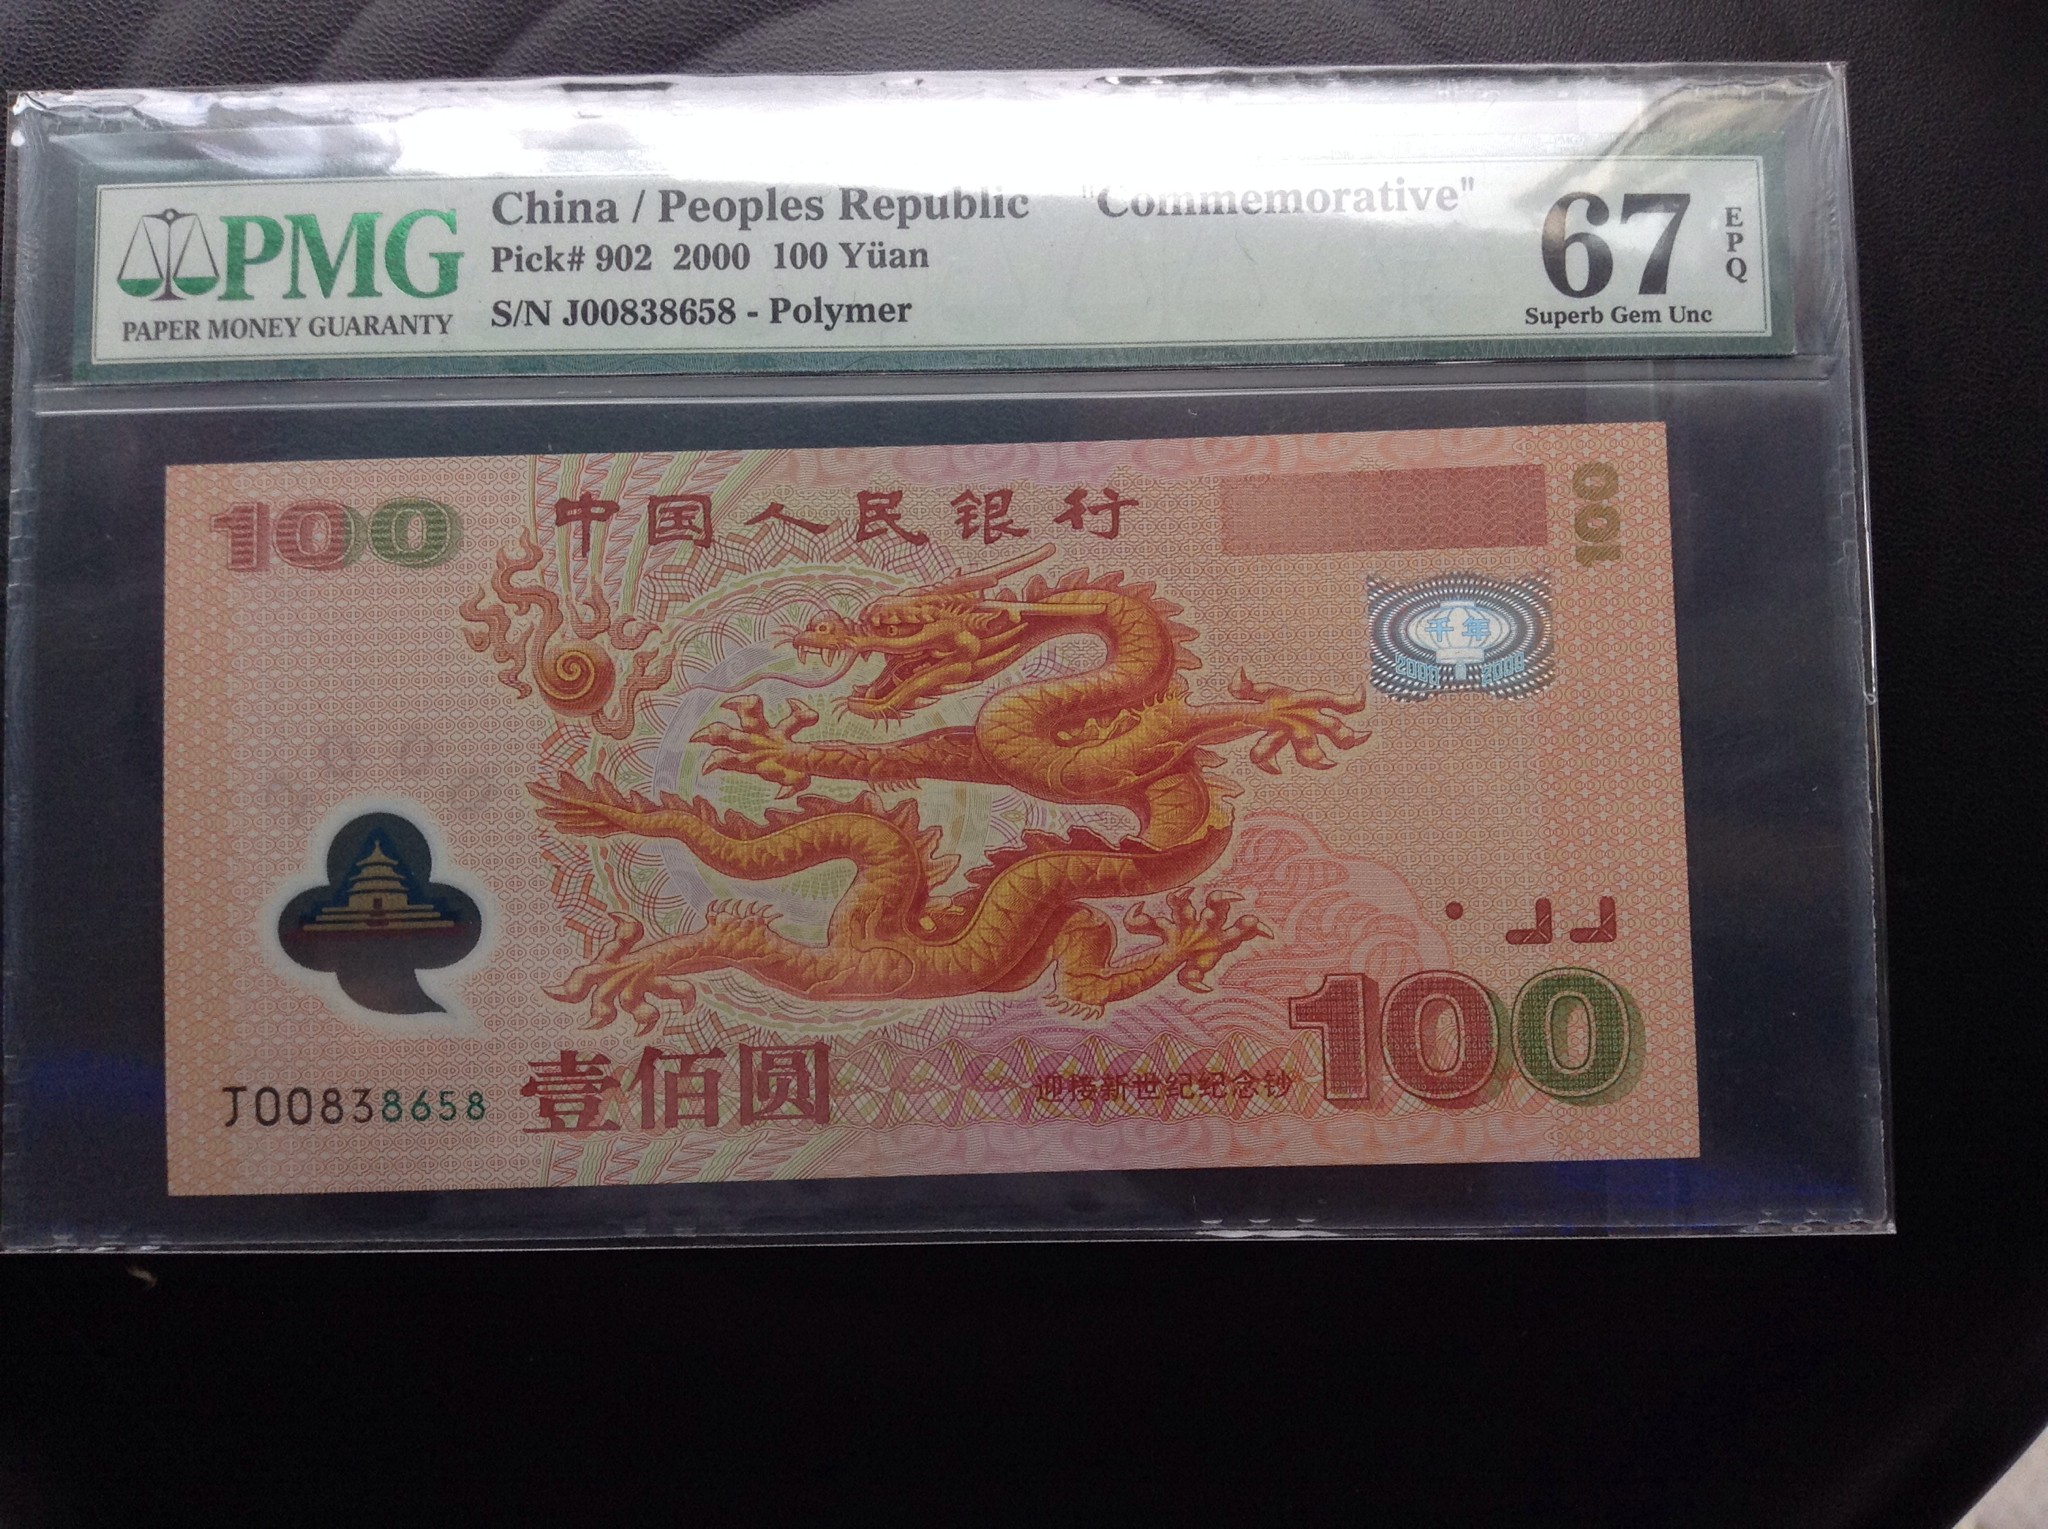 PMG
PAPER MONEY GUARANTY
China / Peoples Republic "Commemorative"
Pick# 902 2000 100 Yüan
S/N J00838658 - Polymer
67
EPQ
Superb Gem Unc
100
中国人民银行
100
千年
2000 2000
J00838658
壹佰圆
迎接新世纪纪念钞
100